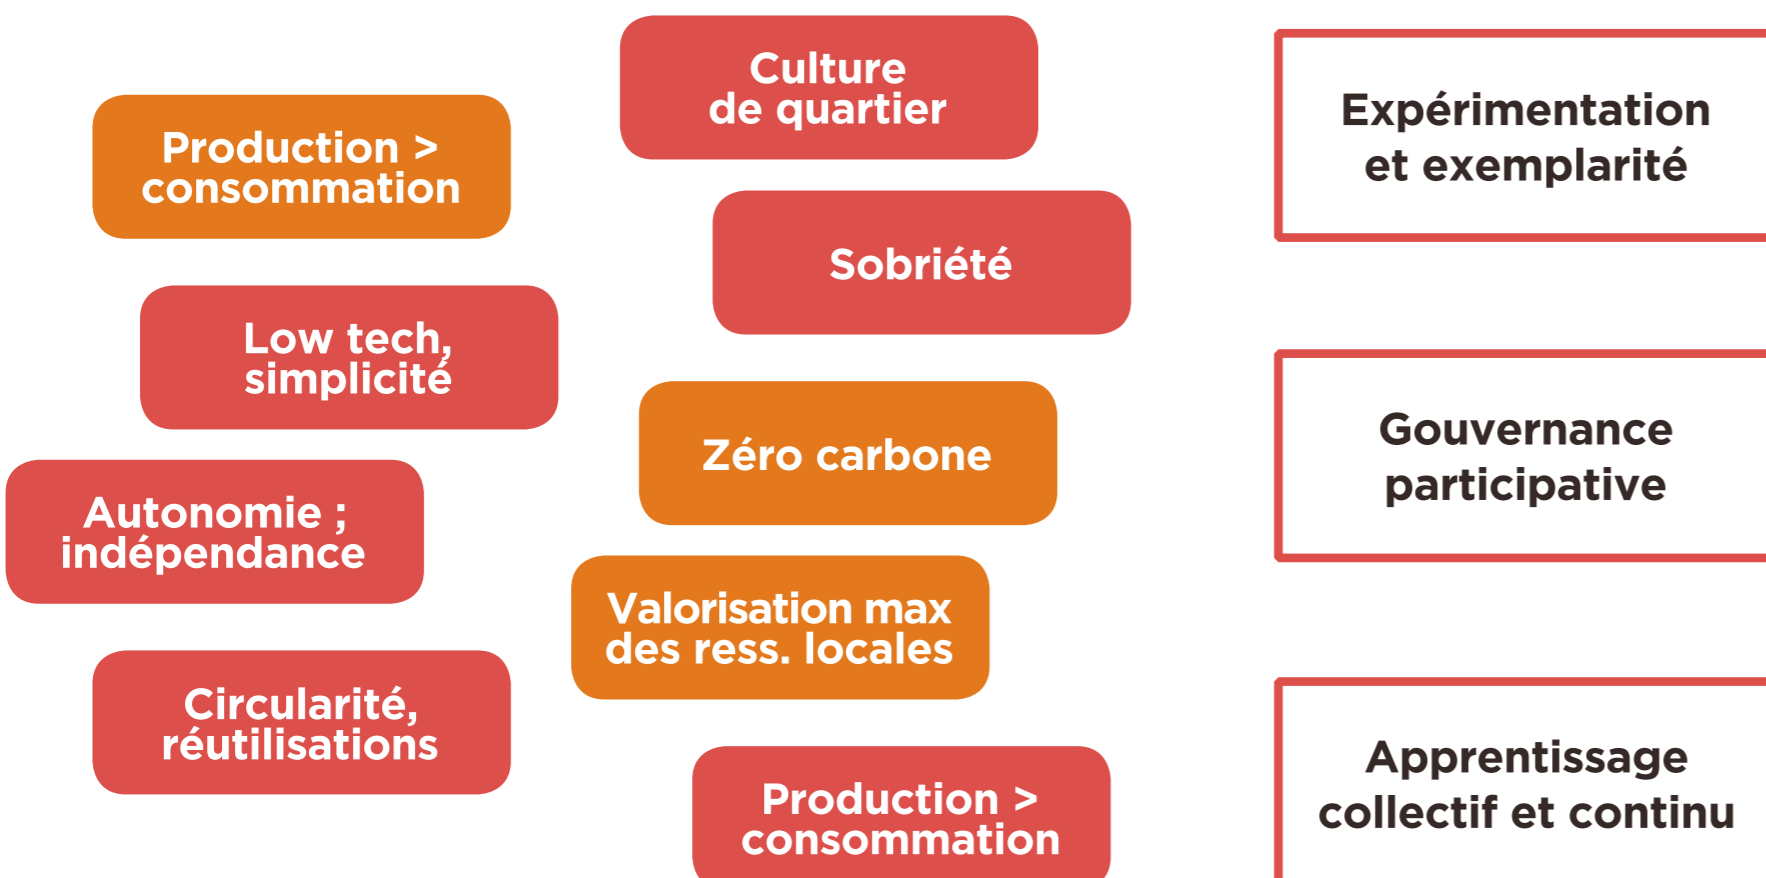 Production >
consommation
Low tech,
simplicité
Autonomie ;
indépendance
Circularité,
réutilisations
Culture
de quartier
Sobriété
Zéro carbone
Valorisation max
des ress. locales
Production >
consommation
Expérimentation
et exemplarité
Gouvernance
participative
Apprentissage
collectif et continu